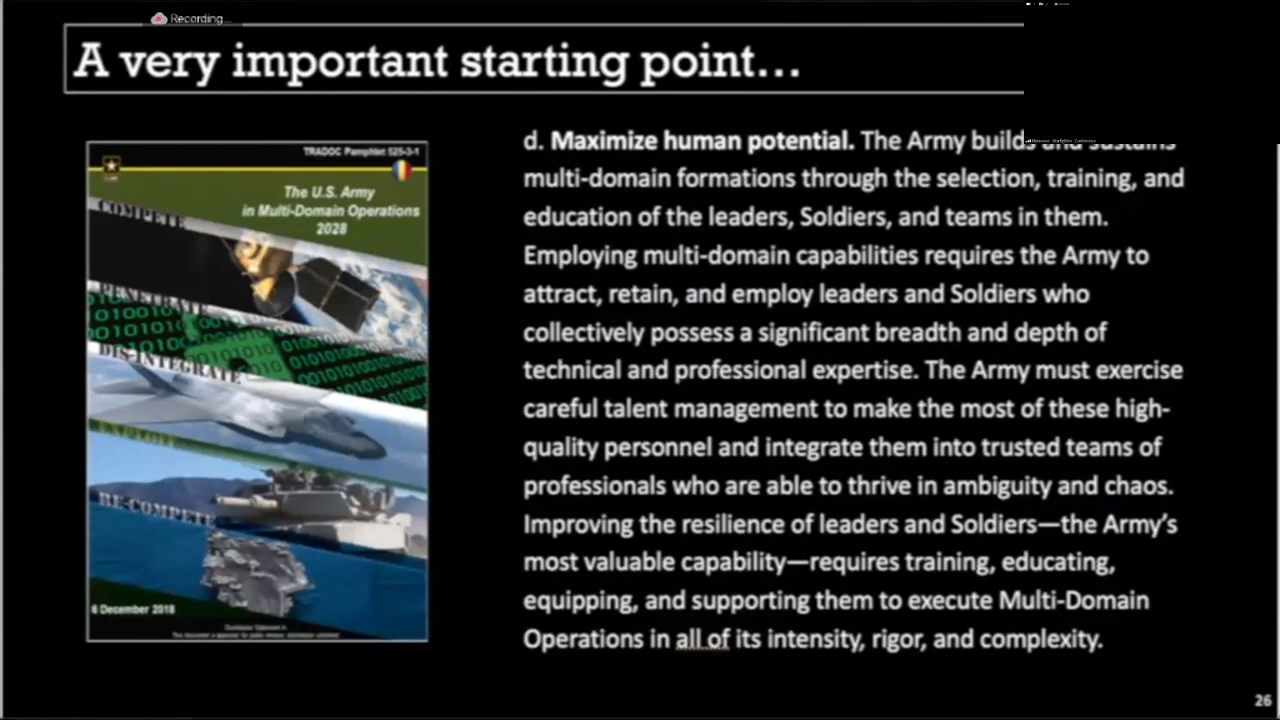 Recording...
A very important starting point...
d. Maximize human potential. The Army builds and sustains
multi-domain formations through the selection, training, and
education of the leaders, Soldiers, and teams in them.
Employing multi-domain capabilities requires the Army to
attract, retain, and employ leaders and Soldiers who
collectively possess a significant breadth and depth of
technical and professional expertise. The Army must exercise
careful talent management to make the most of these high-
quality personnel and integrate them into trusted teams of
professionals who are able to thrive in ambiguity and chaos.
Improving the resilience of leaders and Soldiers—the Army's
most valuable capability—requires training, educating,
equipping, and supporting them to execute Multi-Domain
Operations in all of its intensity, rigor, and complexity.
TRADOC Pamphlet 525-3-1
The U.S. Army
in Multi-Domain Operations
2028
COMPETE
PENETRATE
DIS-INTEGRATE
EXPLOIT
RE-COMPETE
6 December 2018
26